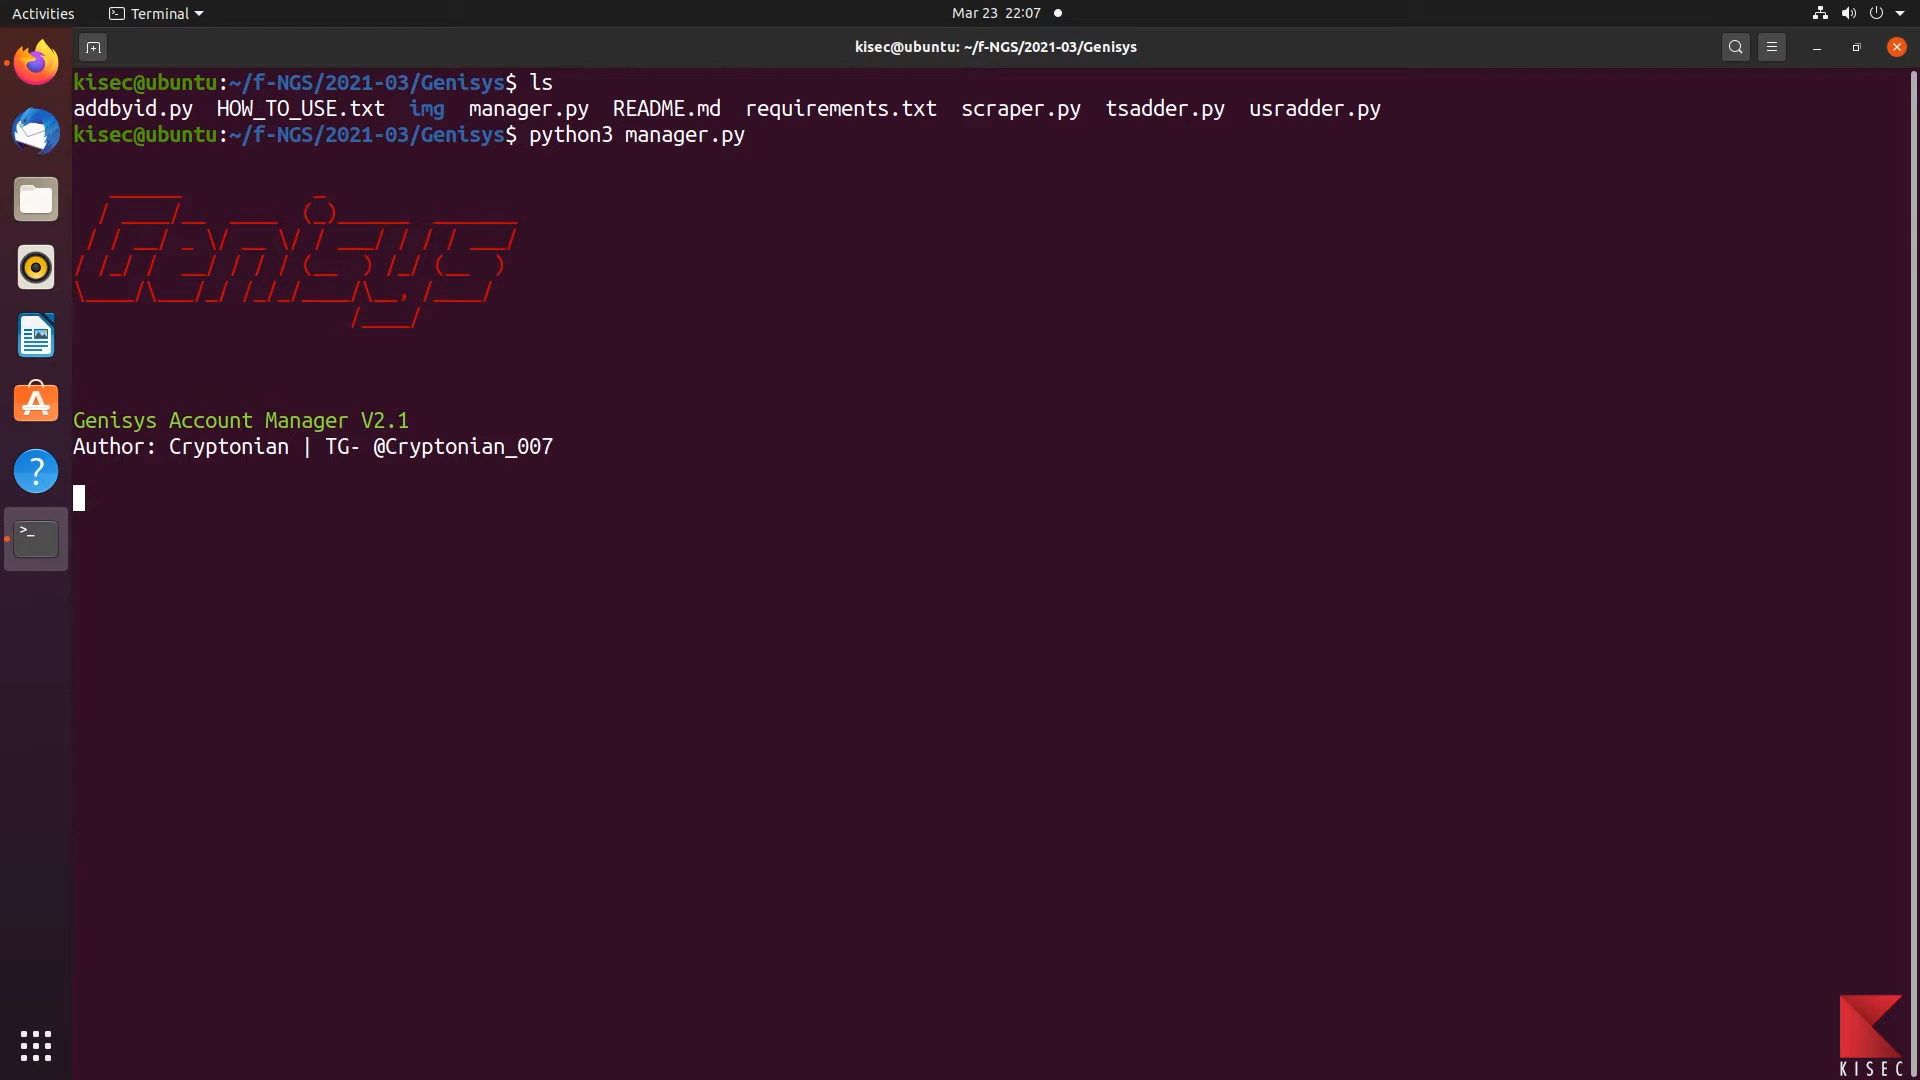 Activities Terminal Mar 23 22:07
kisec@ubuntu: ~/f-NGS/2021-03/Genisys
kisec@ubuntu:~/f-NGS/2021-03/Genisys$ ls
addbyid.py HOW_TO_USE.txt img manager.py README.md requirements.txt scraper.py tsadder.py usradder.py
kisec@ubuntu:~/f-NGS/2021-03/Genisys$ python3 manager.py
Genisys
Genisys Account Manager V2.1
Author: Cryptonian | TG- @Cryptonian_007
KISEC